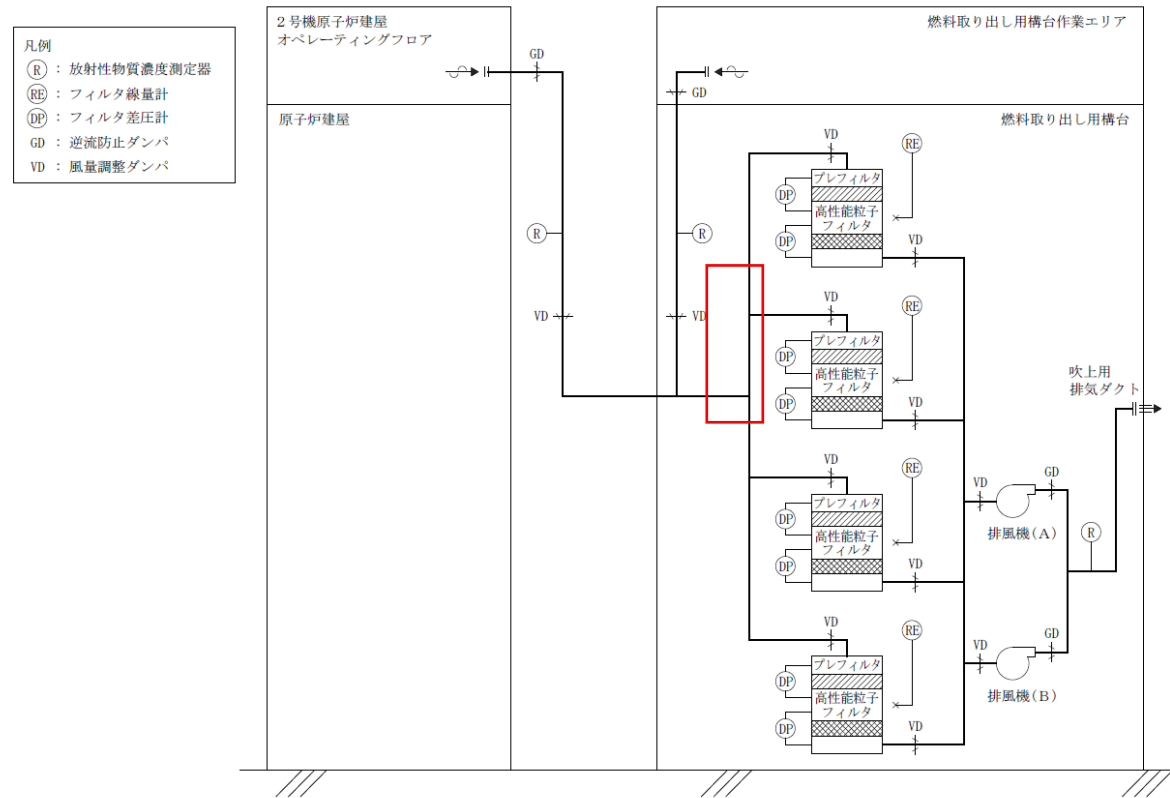 凡例
R : 放射性物質濃度測定器
RE : フィルタ線量計
DP : フィルタ差圧計
GD : 逆流防止ダンパ
VD : 風量調整ダンパ
2号機原子炉建屋
オペレーティングフロア
原子炉建屋
GD
R
VD
燃料取り出し用構台作業エリア
GD
燃料取り出し用構台
R
VD
VD
RE
プレフィルタ
DP
高性能粒子
フィルタ
DP
VD
VD
RE
プレフィルタ
DP
高性能粒子
フィルタ
DP
VD
VD
RE
プレフィルタ
DP
高性能粒子
フィルタ
DP
VD
VD
RE
プレフィルタ
DP
高性能粒子
フィルタ
DP
VD
VD
GD
排風機(A)
VD
GD
排風機(B)
R
吹上用
排気ダクト